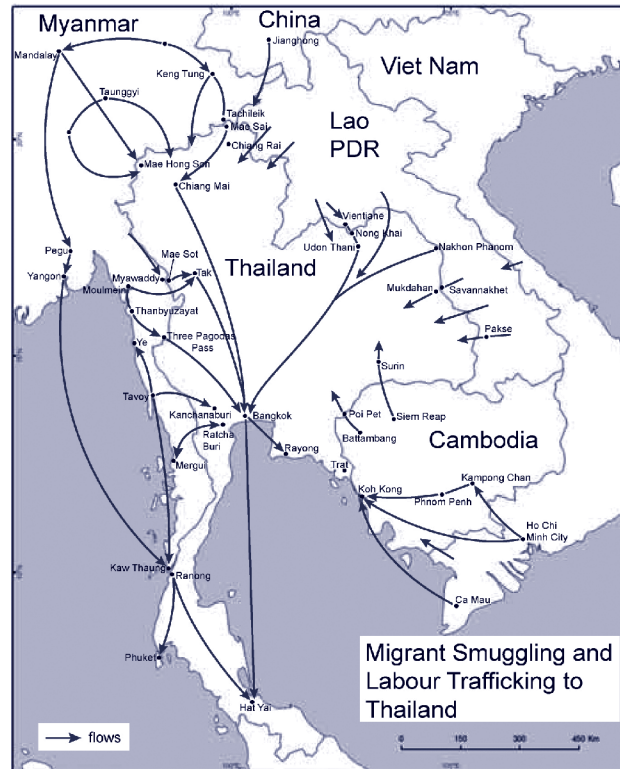 Myanmar
China
Jianghong
Mandalay
Keng Tung
Viet Nam
Taunggyi
Tachileik
Mae Sai
Chiang Rai
Lao
PDR
Mae Hong Son
Chiang Mai
Vientiane
Nong Khai
Udon Thani
Nakhon Phanom
Pegu
Mae Sot
Thailand
Yangon
Myawaddy
Tak
Moulmein
Mukdahan
Savannakhet
Thanbyuzayat
Three Pagodas
Pass
Pakse
Ye
Surin
Tavoy
Kanchanaburi
Bangkok
Poi Pet
Siem Reap
Ratcha
Buri
Battambang
Cambodia
Mergui
Rayong
Trat
Koh Kong
Kampong Chan
Phnom Penh
Ho Chi
Minh City
Kaw Thaung
Ranong
Ca Mau
Phuket
Hat Yai
Migrant Smuggling and
Labour Trafficking to
Thailand
flows
0 150 300 450 Km